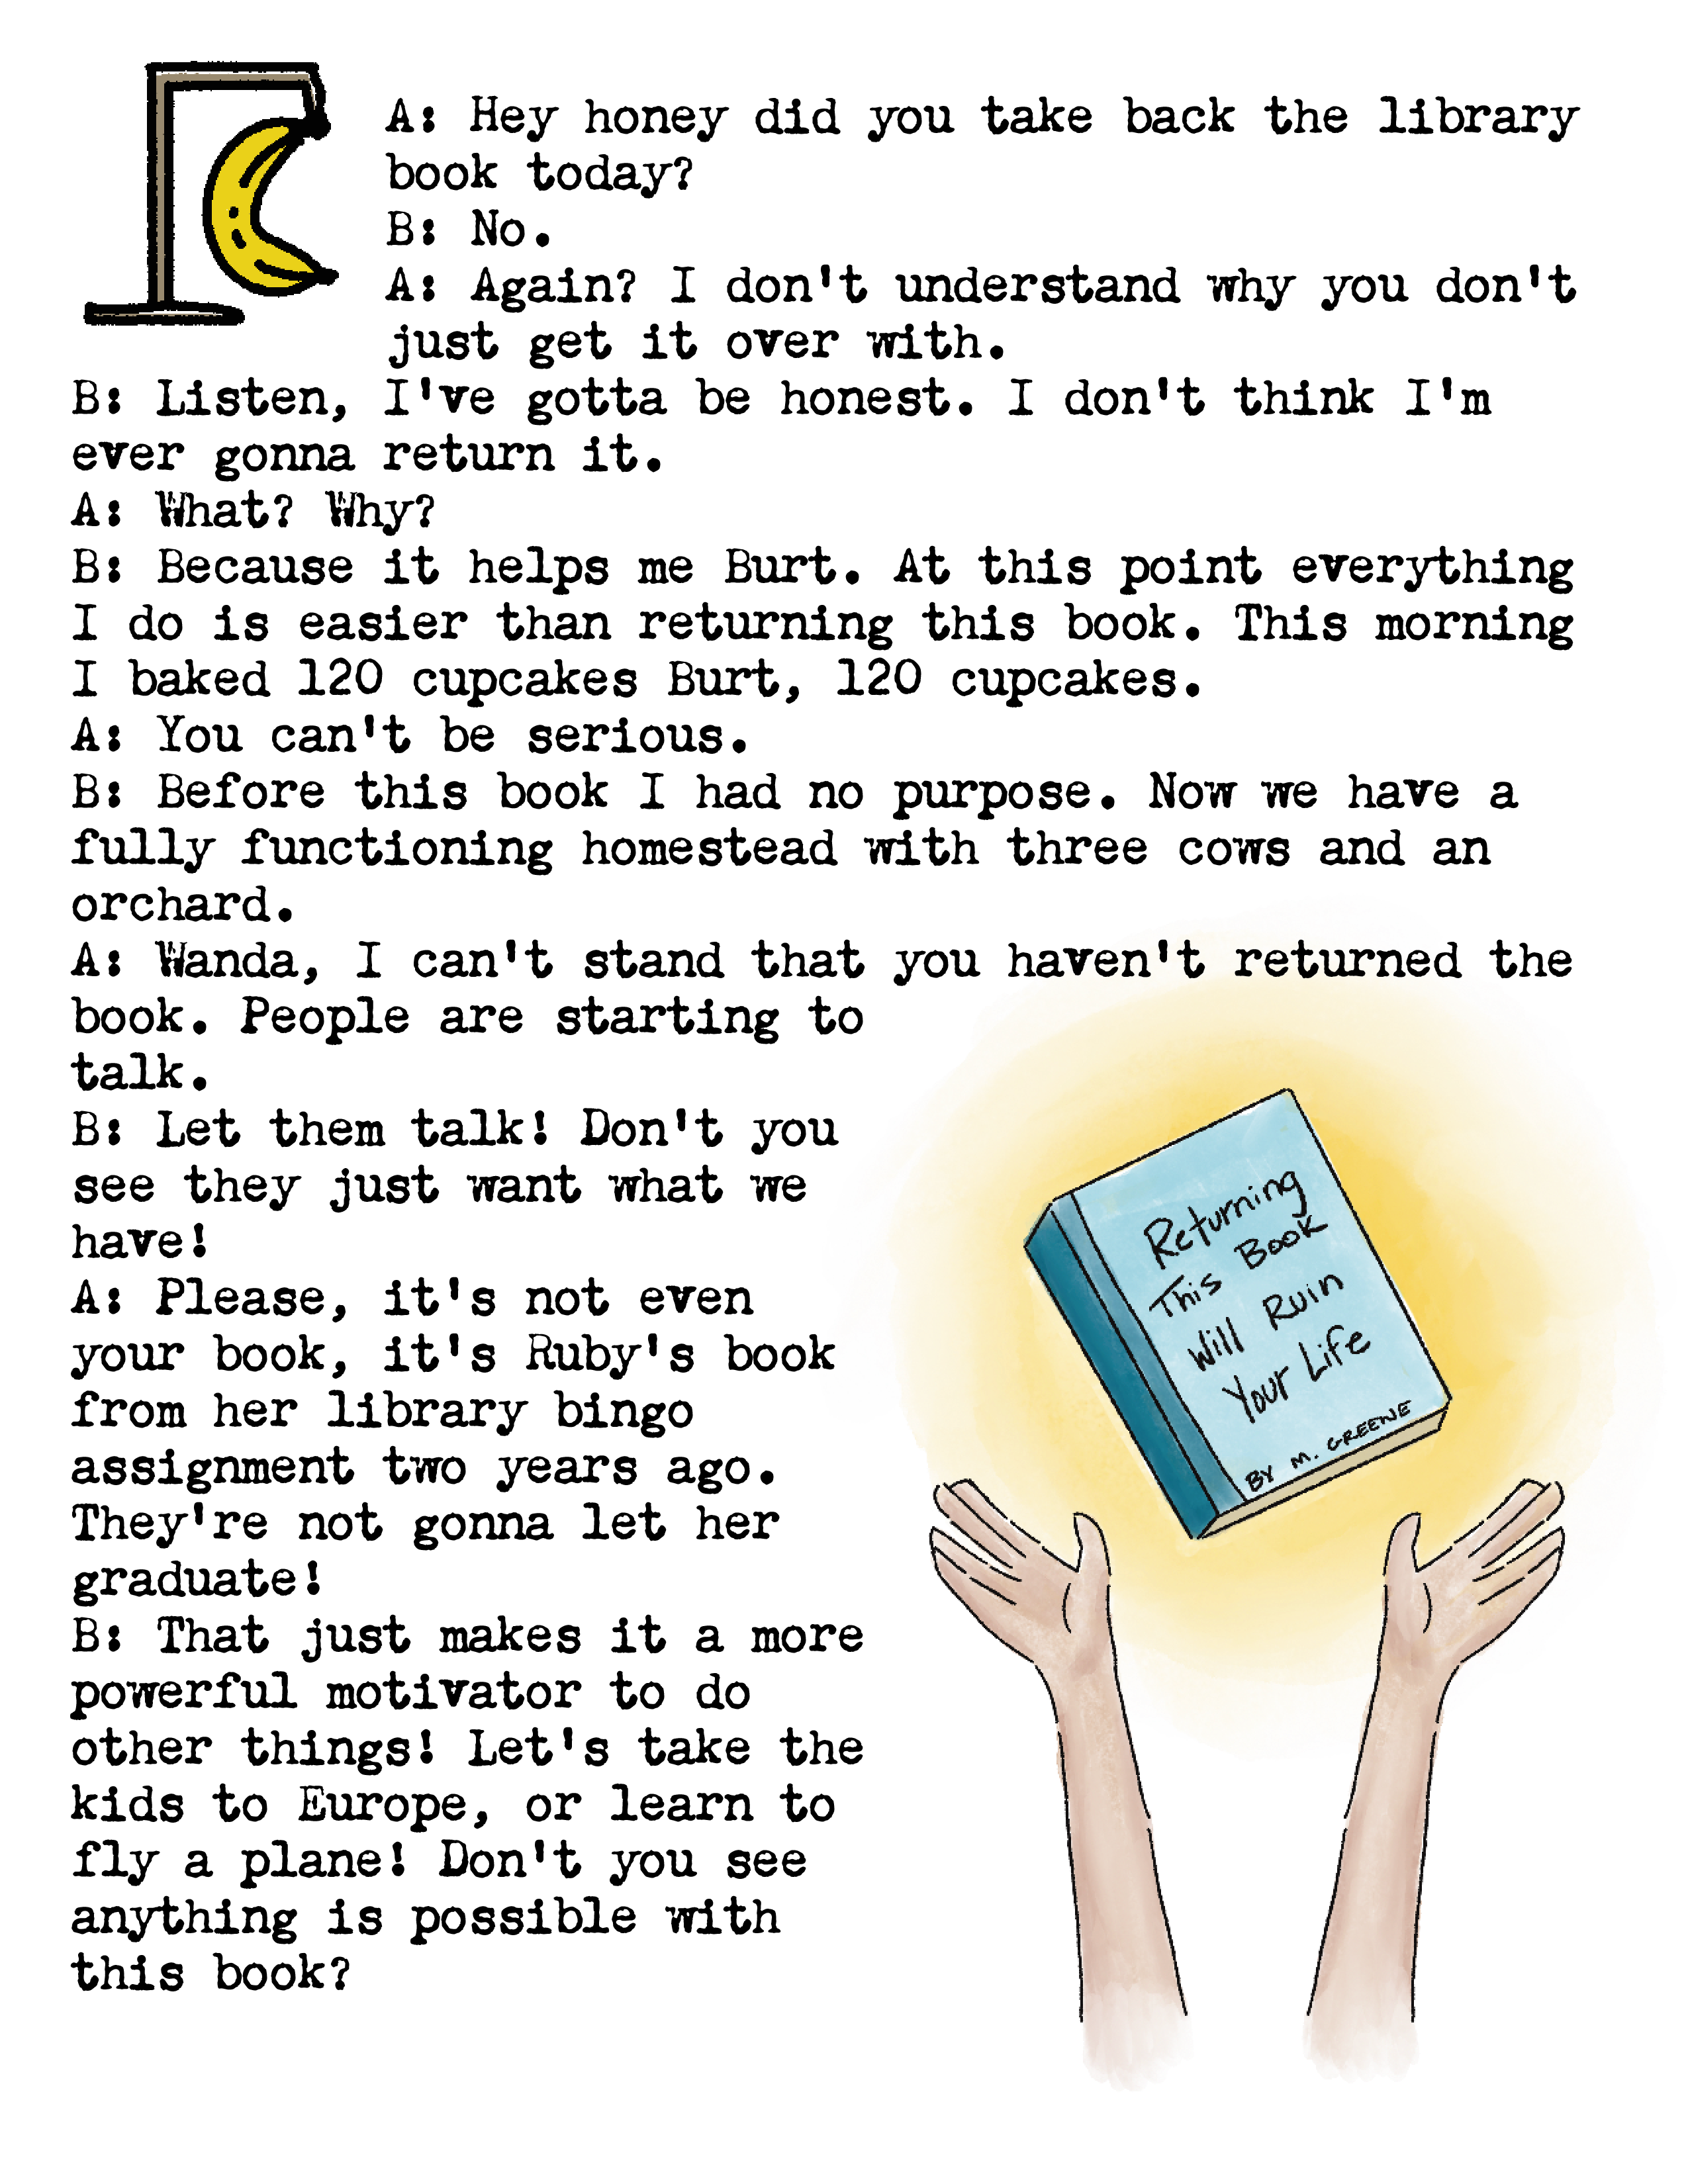 A: Hey honey did you take back the library
book today?
B: No.
A: Again? I don't understand why you don't
just get it over with.
B: Listen, I've gotta be honest. I don't think I'm
ever gonna return it.
A: What? Why?
B: Because it helps me Burt. At this point everything
I do is easier than returning this book. This morning
I baked 120 cupcakes Burt, 120 cupcakes.
A: You can't be serious.
B: Before this book I had no purpose. Now we have a
fully functioning homestead with three cows and an
orchard.
A: Wanda, I can't stand that you haven't returned the
book. People are starting to
talk.
B: Let them talk! Don't you
see they just want what we
have!
A: Please, it's not even
your book, it's Ruby's book
from her library bingo
assignment two years ago.
They're not gonna let her
graduate!
B: That just makes it a more
powerful motivator to do
other things! Let's take the
kids to Europe, or learn to
fly a plane! Don't you see
anything is possible with
this book?
Returning
This Book
Will Ruin
Your Life
BY M. GREENE